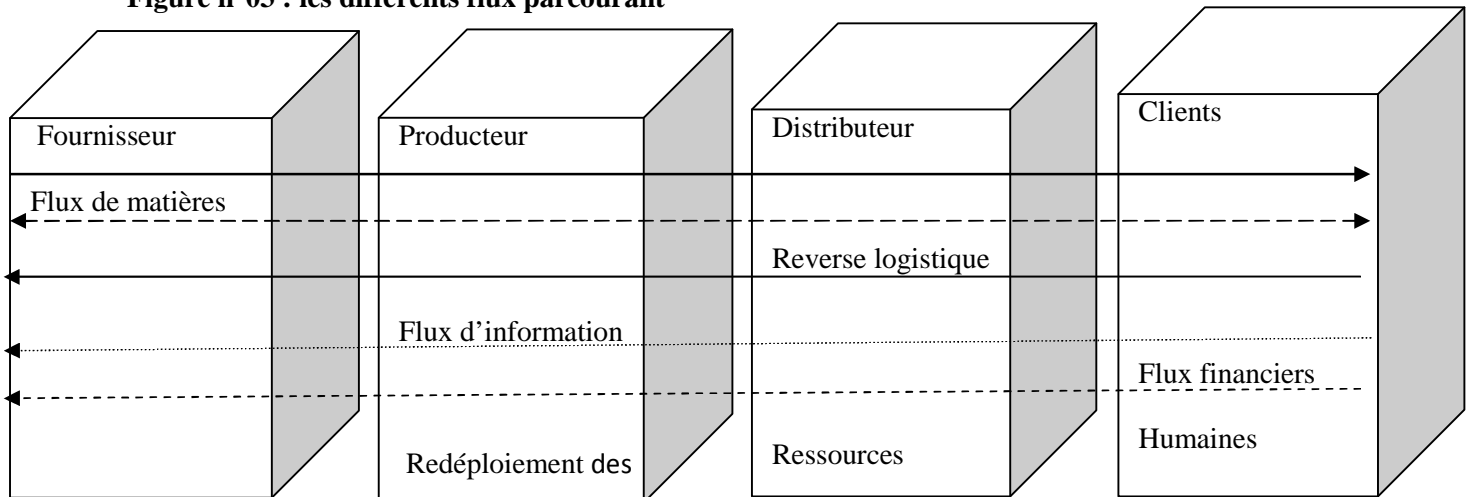 Figure : les différents flux parcourant
Fournisseur
Producteur
Distributeur
Clients
Flux de matières
Reverse logistique
Flux d’information
Flux financiers
Redéploiement des
Ressources
Humaines